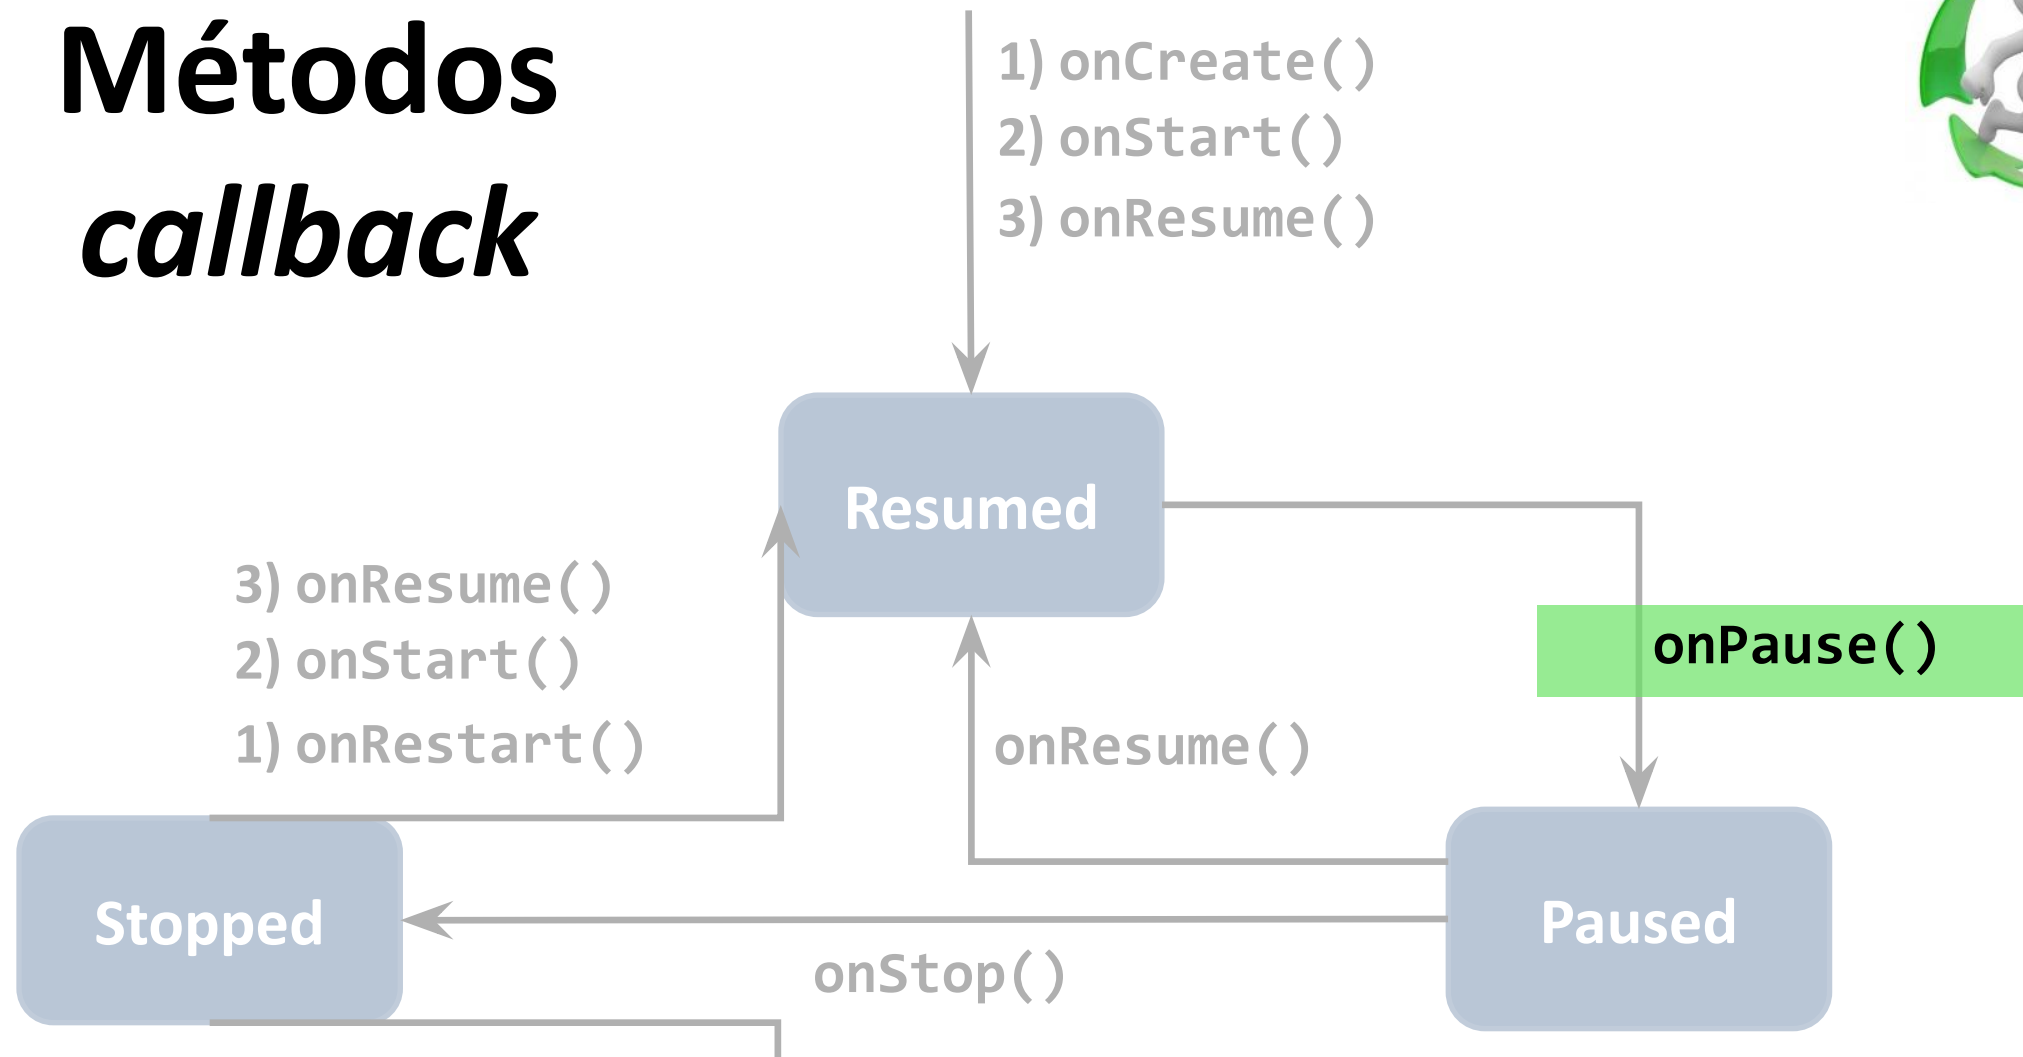 Métodos
callback
1) onCreate()
2) onStart()
3) onResume()
Resumed
3) onResume()
2) onStart()
1) onRestart()
onPause()
onResume()
Stopped
Paused
onStop()